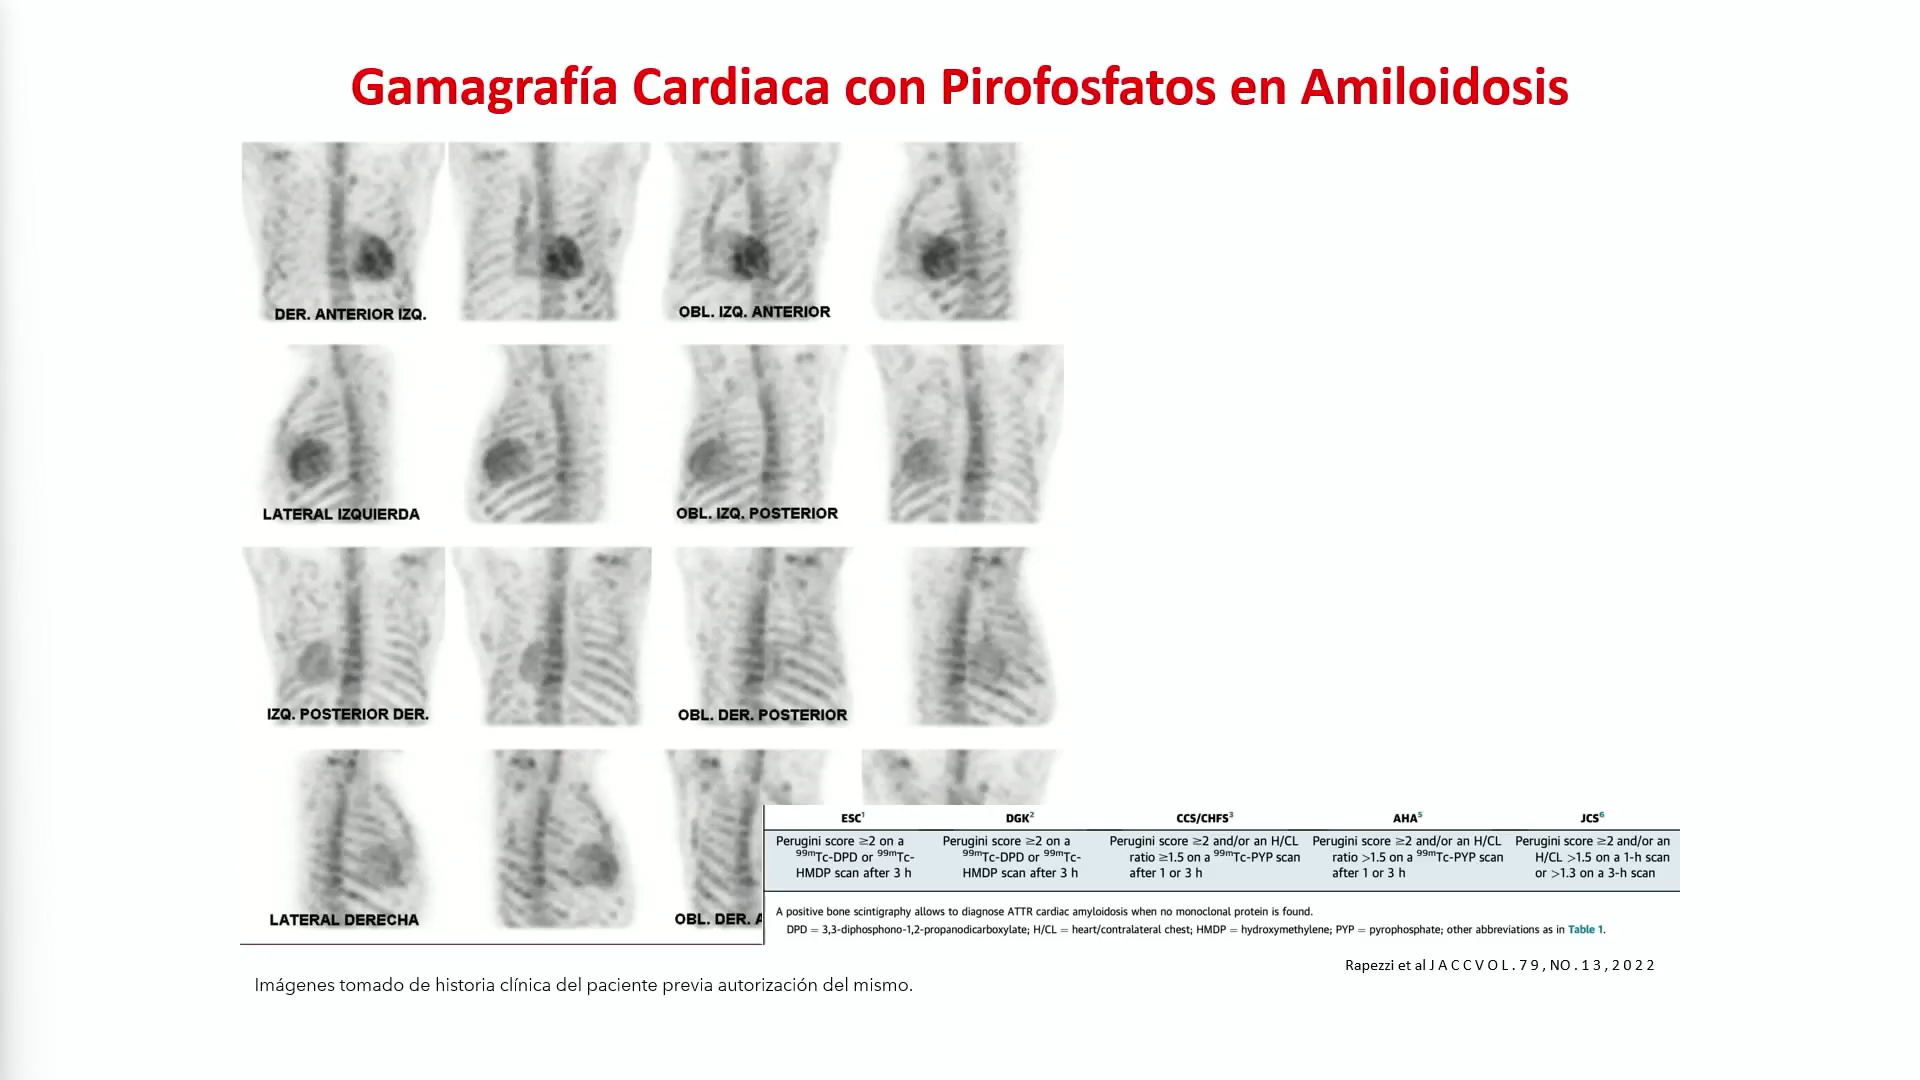 Gamagrafía Cardiaca con Pirofosfatos en Amiloidosis
DER. ANTERIOR IZQ.
OBL. IZQ. ANTERIOR
LATERAL IZQUIERDA
OBL. IZQ. POSTERIOR
IZQ. POSTERIOR DER.
OBL. DER. POSTERIOR
LATERAL DERECHA
OBL. DER. A
ESC1
DGK2
CCS/CHFS3
AHA5
JCS6
Perugini score ≥2 on a
99mTc-DPD or 99mTc-
HMDP scan after 3 h
Perugini score ≥2 on a
99mTc-DPD or 99mTc-
HMDP scan after 3 h
Perugini score ≥2 and/or an H/CL
ratio ≥1.5 on a 99mTc-PYP scan
after 1 or 3 h
Perugini score ≥2 and/or an H/CL
ratio >1.5 on a 99mTc-PYP scan
after 1 or 3 h
Perugini score ≥2 and/or an
H/CL >1.5 on a 1-h scan
or >1.3 on a 3-h scan
A positive bone scintigraphy allows to diagnose ATTR cardiac amyloidosis when no monoclonal protein is found.
DPD = 3,3-diphosphono-1,2-propanodicarboxylate; H/CL = heart/contralateral chest; HMDP = hydroxymethylene; PYP = pyrophosphate; other abbreviations as in Table 1.
Rapezzi et al J A C C V O L . 7 9 , N O . 1 3 , 2 0 2 2
Imágenes tomado de historia clínica del paciente previa autorización del mismo.